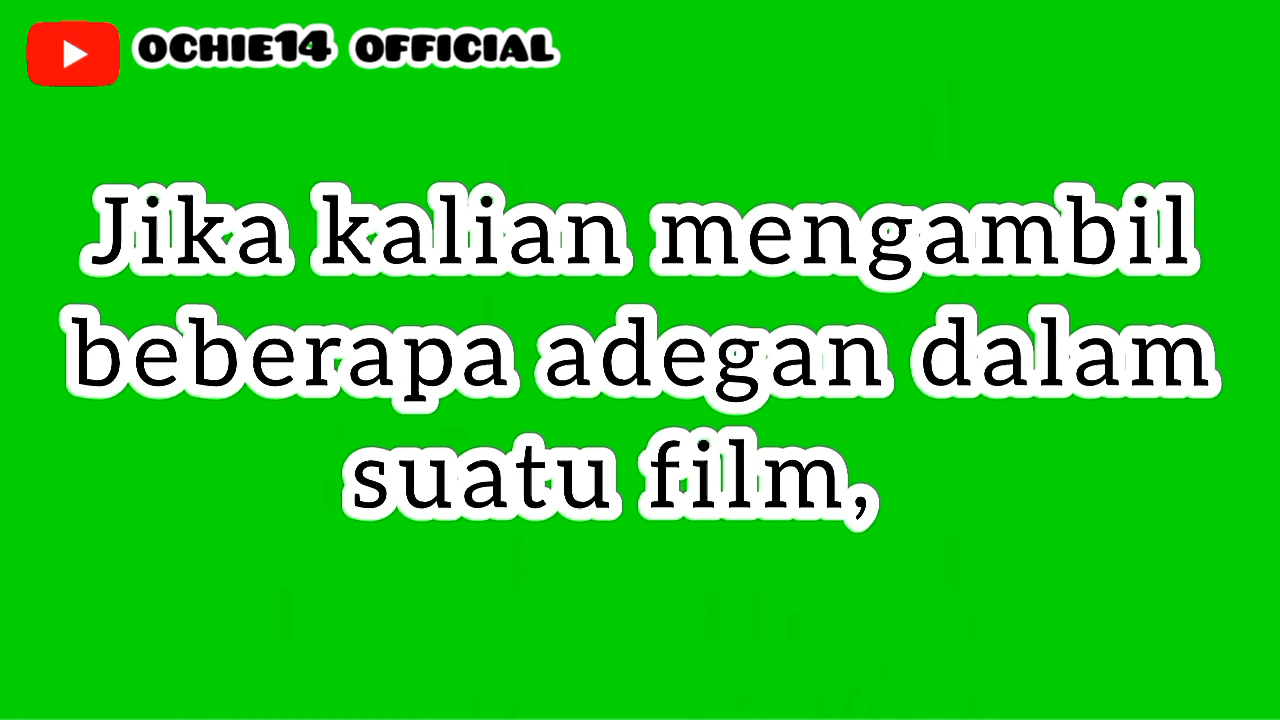 OCHIE14 OFFICIAL
Jika kalian mengambil
beberapa adegan dalam
suatu film,